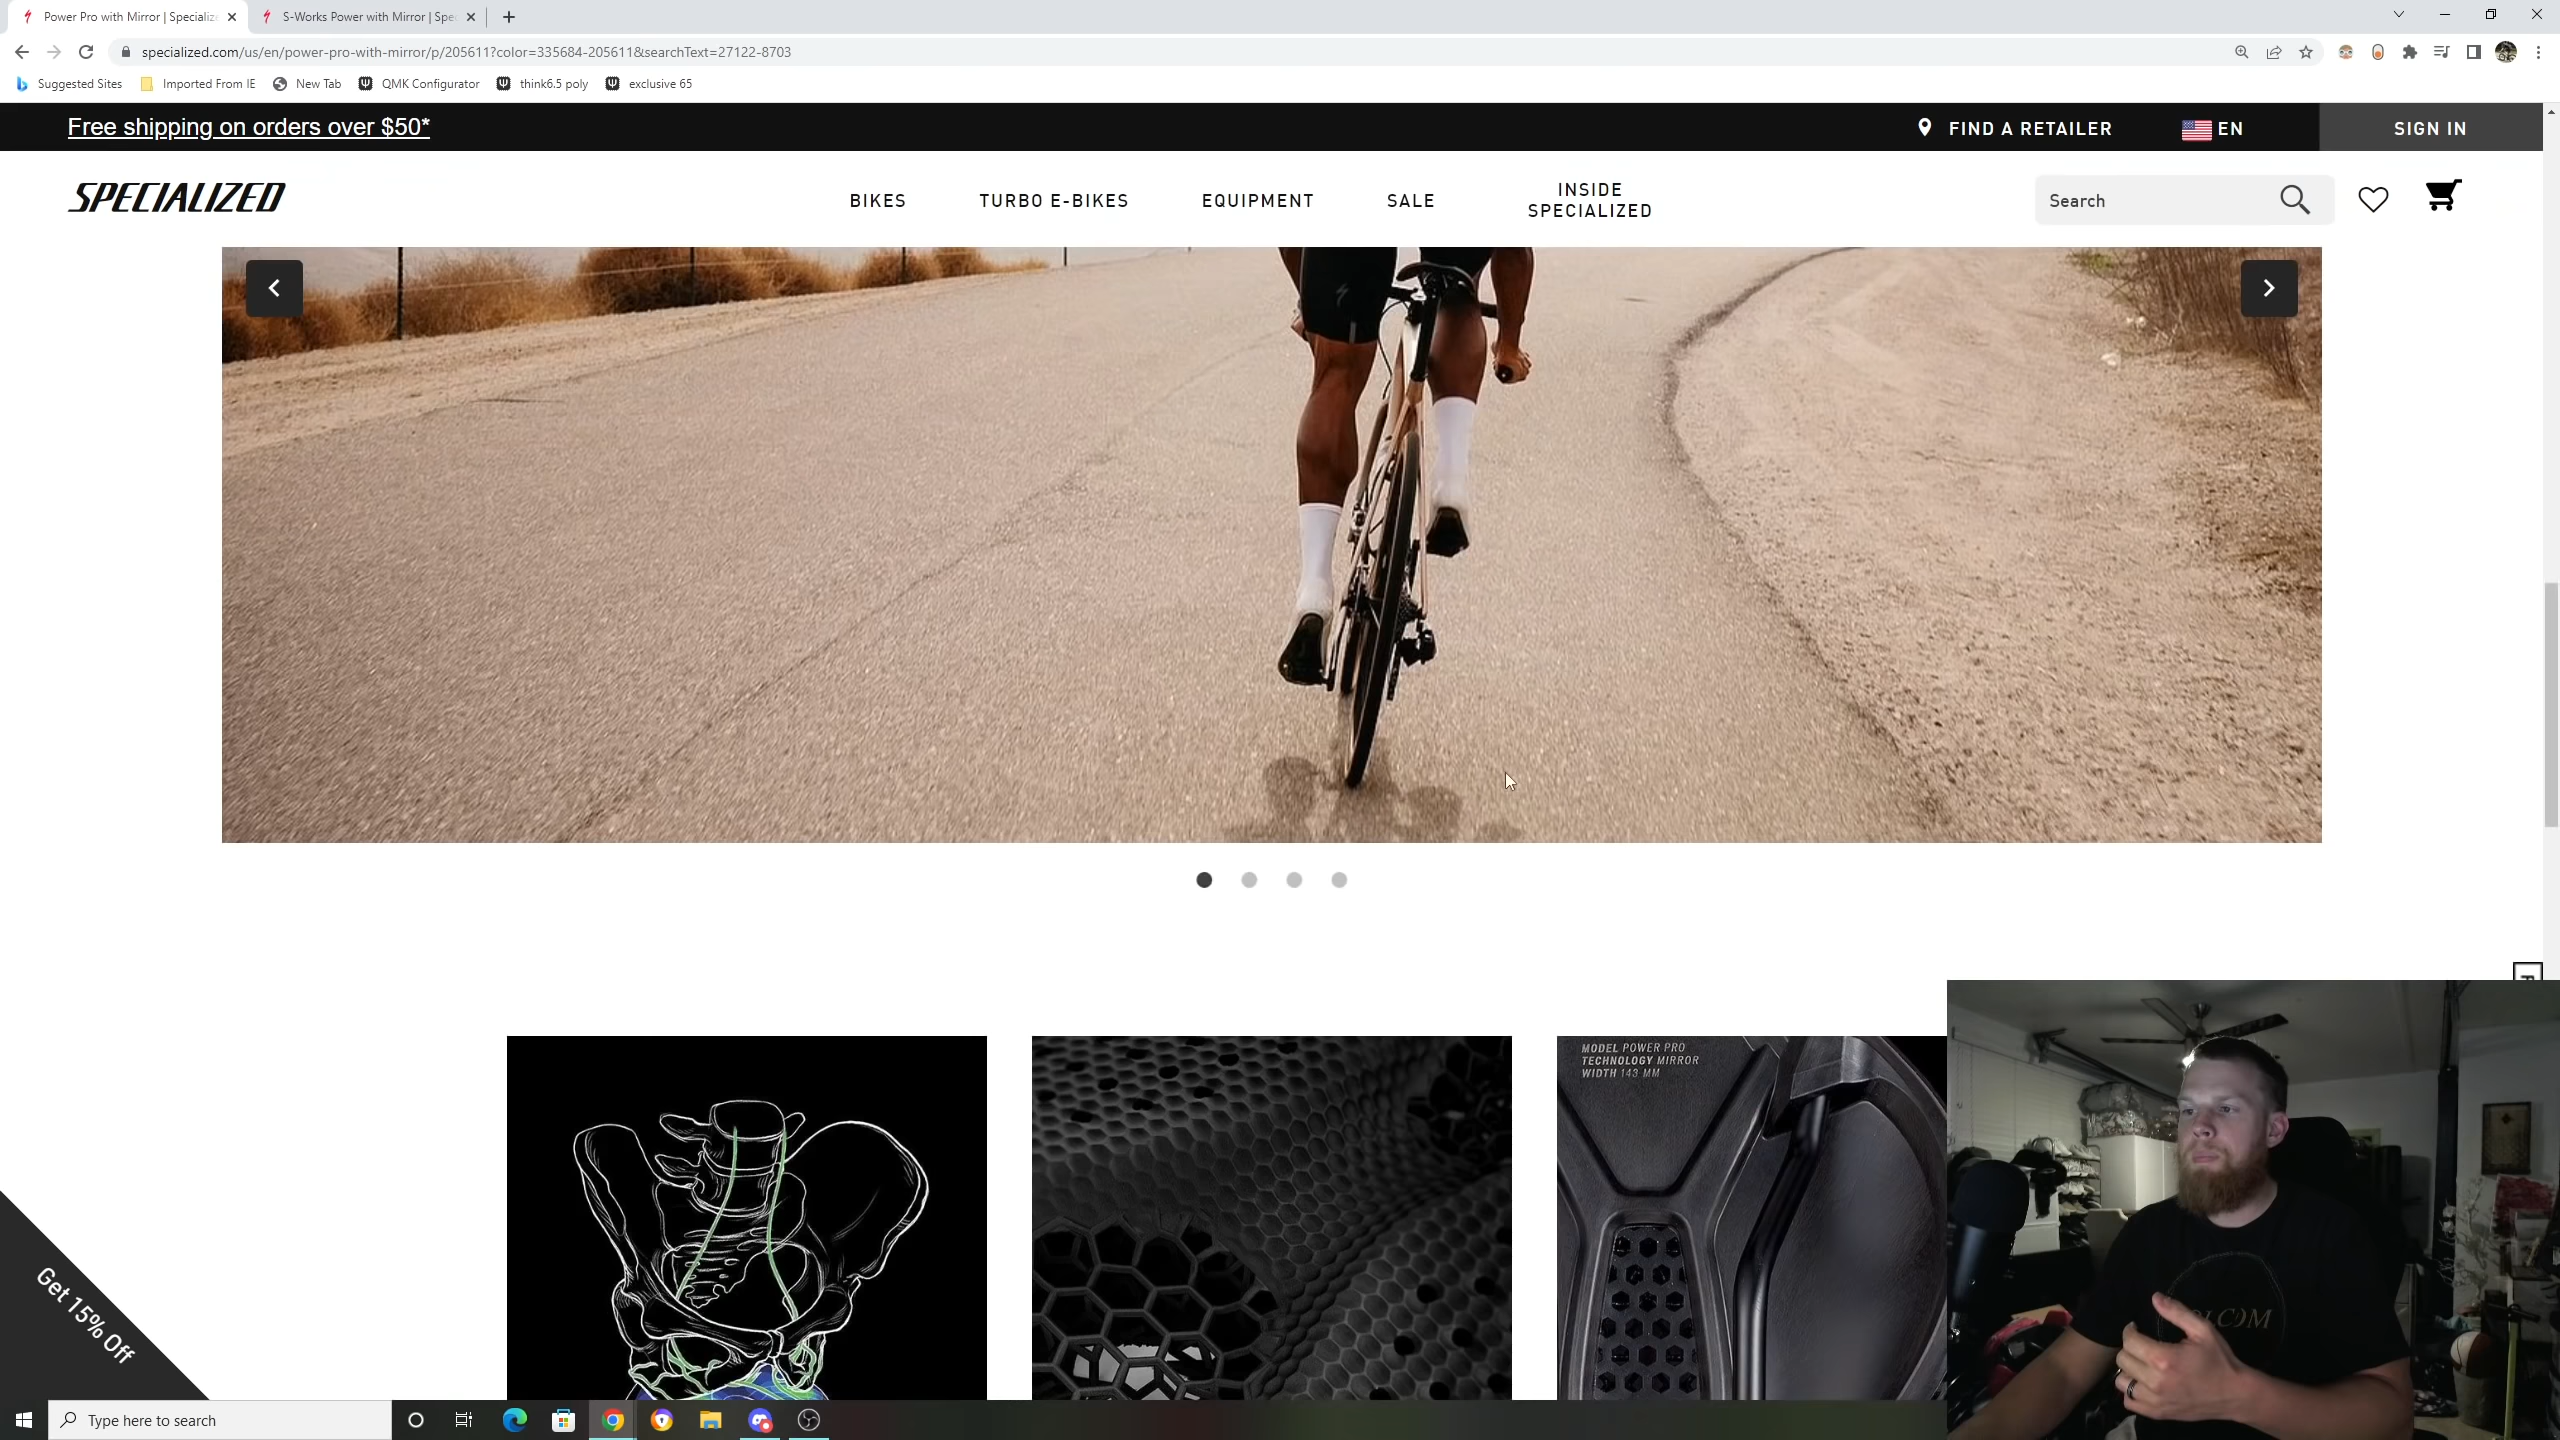 Power Pro with Mirror | Specialize
S-Works Power with Mirror | Spec
specialized.com/us/en/power-pro-with-mirror/p/205611?color=335684-205611&searchText=27122-8703
Suggested Sites
Imported From IE
New Tab
QMK Configurator
think6.5 poly
exclusive 65
Free shipping on orders over $50*
FIND A RETAILER
EN
SIGN IN
SPECIALIZED
BIKES
TURBO E-BIKES
EQUIPMENT
SALE
INSIDE
SPECIALIZED
Search
MODEL POWER PRO
TECHNOLOGY MIRROR
WIDTH 143 MM
Get 15% Off
Type here to search